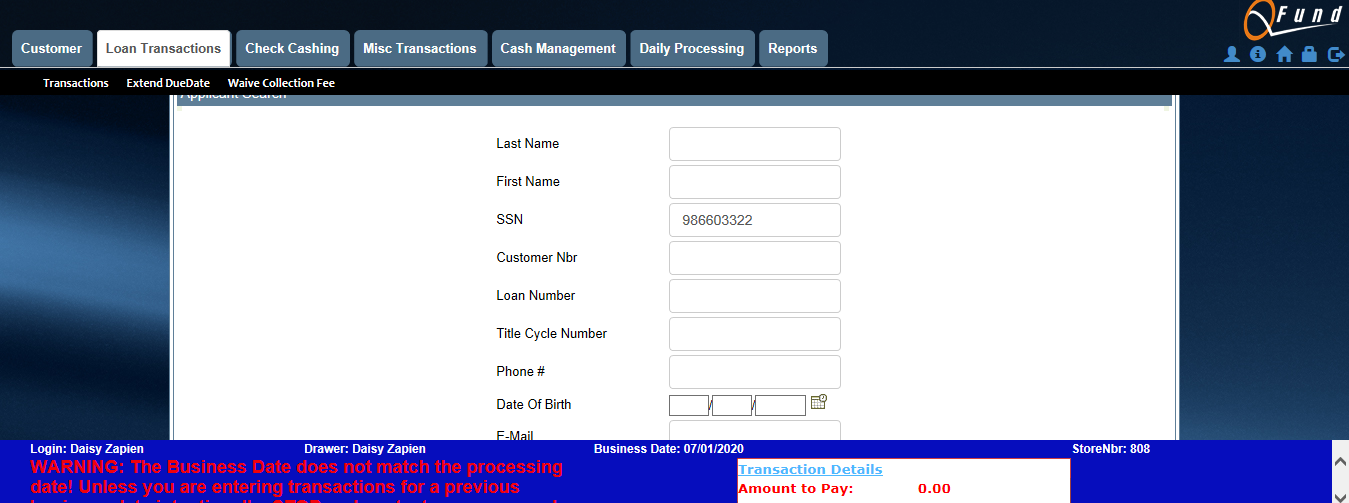 QFund
Customer Loan Transactions Check Cashing Misc Transactions Cash Management Daily Processing Reports
Transactions Extend DueDate Waive Collection Fee
Applicant Search
Last Name
First Name
SSN 986603322
Customer Nbr
Loan Number
Title Cycle Number
Phone #
Date Of Birth / /
E-Mail
Login: Daisy Zapien Drawer: Daisy Zapien Business Date: 07/01/2020 StoreNbr: 808
WARNING: The Business Date does not match the processing
date! Unless you are entering transactions for a previous
Transaction Details
Amount to Pay: 0.00